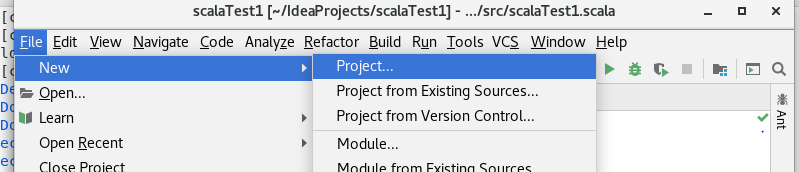 scalaTest1 [~/IdeaProjects/scalaTest1] - .../src/scalaTest1.scala
File Edit View Navigate Code Analyze Refactor Build Run Tools VCS Window Help
New
Project...
Open...
Project from Existing Sources...
Learn
Project from Version Control...
Open Recent
Module...
Close Project
Module from Existing Sources
Ant